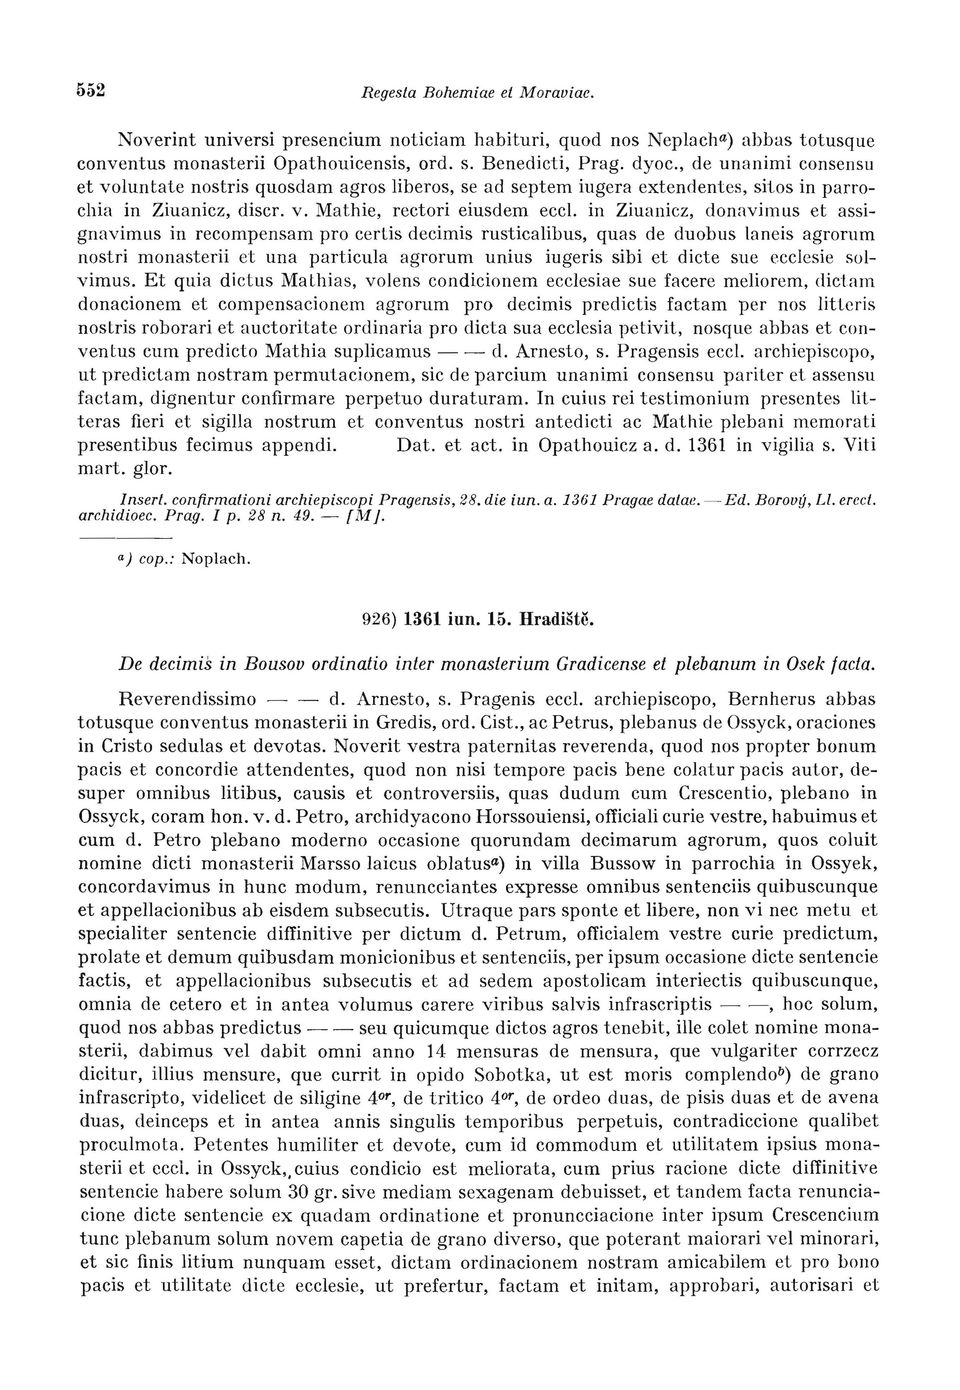 552 Regesta Bohemiae et Moraviae.
Noverint universi presencium noticiam habituri, quod nos Neplach a) abbas totusque
conventus monasterii Opathouicensis, ord. s. Benedicti, Prag. dyoc., de unanimi consensu
et voluntate nostris quosdam agros liberos, se ad septem iugera extendentes, sitos in parro-
chia in Ziuanicz, discr. v. Mathie, rectori eiusdem eccl. in Ziuanicz, donavimus et assi-
gnavimus in recompensam pro certis decimis rusticalibus, quas de duobus laneis agrorum
nostri monasterii et una particula agrorum unius iugeris sibi et dicte sue ecclesie sol-
vimus. Et quia dictus Mathias, volens condicionem ecclesiae sue facere meliorem, dictam
donacionem et compensacionem agrorum pro decimis predictis factam per nos litteris
nostris roborari et auctoritate ordinaria pro dicta sua ecclesia petivit, nosque abbas et con-
ventus cum predicto Mathia suplicamus — — d. Arnesto, s. Pragensis eccl. archiepiscopo,
ut predictam nostram permutacionem, sic de parcium unanimi consensu pariter et assensu
factam, dignentur confirmare perpetuo duraturam. In cuius rei testimonium presentes lit-
teras fieri et sigilla nostrum et conventus nostri antedicti ac Mathie plebani memorati
presentibus fecimus appendi. Dat. et act. in Opathouicz a. d. 1361 in vigilia s. Viti
mart. glor.
Insert. confirmationi archiepiscopi Pragensis, 28. die iun. a. 1361 Pragae datae. — Ed. Borový, Ll. erect.
archidioec. Prag. I p. 28 n. 49. — [M].
a) cop.: Noplach.
926) 1361 iun. 15. Hradiště.
De decimis in Bousov ordinatio inter monasterium Gradicense et plebanum in Osek facta.
Reverendissimo — — d. Arnesto, s. Pragenis eccl. archiepiscopo, Bernherus abbas
totusque conventus monasterii in Gredis, ord. Cist., ac Petrus, plebanus de Ossyck, oraciones
in Cristo sedulas et devotas. Noverit vestra paternitas reverenda, quod nos propter bonum
pacis et concordie attendentes, quod non nisi tempore pacis bene colatur pacis autor, de-
super omnibus litibus, causis et controversiis, quas dudum cum Crescentio, plebano in
Ossyck, coram hon. v. d. Petro, archidyacono Horssouiensi, officiali curie vestre, habuimus et
cum d. Petro plebano moderno occasione quorundam decimarum agrorum, quos coluit
nomine dicti monasterii Marsso laicus oblatus a) in villa Bussow in parrochia in Ossyek,
concordavimus in hunc modum, renuncciantes expresse omnibus sentenciis quibuscunque
et appellacionibus ab eisdem subsecutis. Utraque pars sponte et libere, non vi nec metu et
specialiter sentencie diffinitive per dictum d. Petrum, officialem vestre curie predictum,
prolate et demum quibusdam monicionibus et sentenciis, per ipsum occasione dicte sentencie
factis, et appellacionibus subsecutis et ad sedem apostolicam interiectis quibuscunque,
omnia de cetero et in antea volumus carere viribus salvis infrascriptis — —, hoc solum,
quod nos abbas predictus — — seu quicumque dictos agros tenebit, ille colet nomine mona-
sterii, dabimus vel dabit omni anno 14 mensuras de mensura, que vulgariter corrzecz
dicitur, illius mensure, que currit in opido Sobotka, ut est moris complendo b) de grano
infrascripto, videlicet de siligine 4or, de tritico 4or, de ordeo duas, de pisis duas et de avena
duas, deinceps et in antea annis singulis temporibus perpetuis, contradiccione qualibet
proculmota. Petentes humiliter et devote, cum id commodum et utilitatem ipsius mona-
sterii et eccl. in Ossyck, cuius condicio est meliorata, cum prius racione dicte diffinitive
sentencie habere solum 30 gr. sive mediam sexagenam debuisset, et tandem facta renuncia-
cione dicte sentencie ex quadam ordinatione et pronuncciacione inter ipsum Crescencium
tunc plebanum solum novem capetia de grano diverso, que poterant maiorari vel minorari,
et sic finis litium nunquam esset, dictam ordinacionem nostram amicabilem et pro bono
pacis et utilitate dicte ecclesie, ut prefertur, factam et initam, approbari, autorisari et